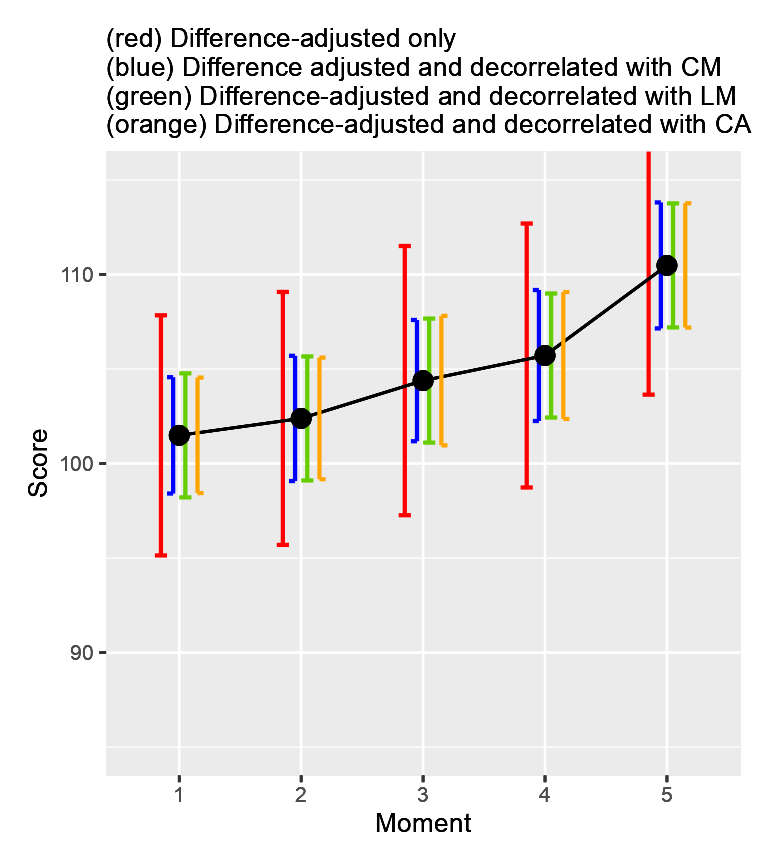 (red) Difference-adjusted only
(blue) Difference adjusted and decorrelated with CM
(green) Difference-adjusted and decorrelated with LM
(orange) Difference-adjusted and decorrelated with CA
110
100
90
Score
1 2 3 4 5
Moment